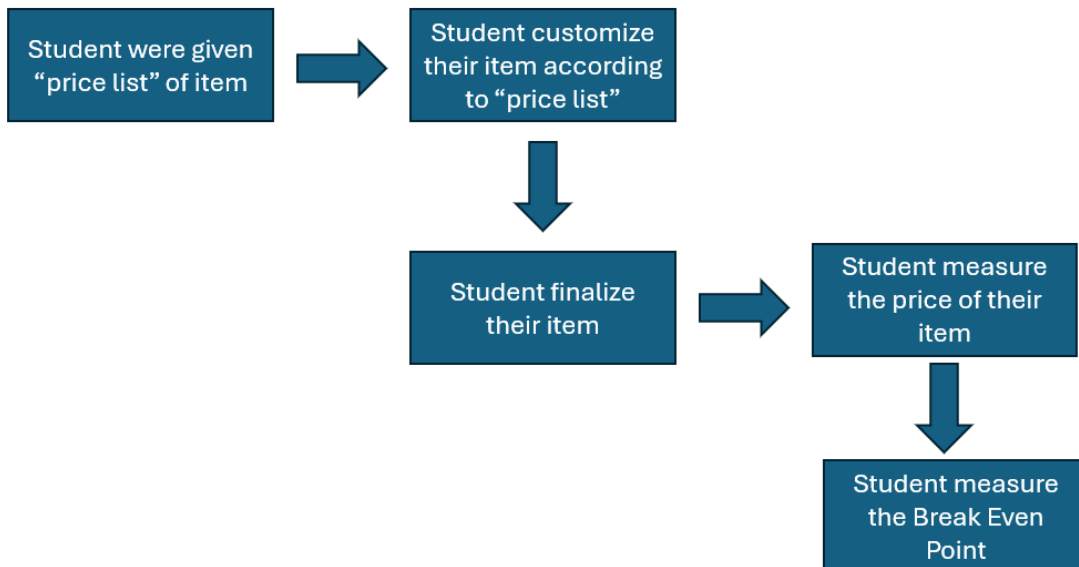 Student were given
“price list” of item
Student customize
their item according
to “price list”
Student finalize
their item
Student measure
the price of their
item
Student measure
the Break Even
Point